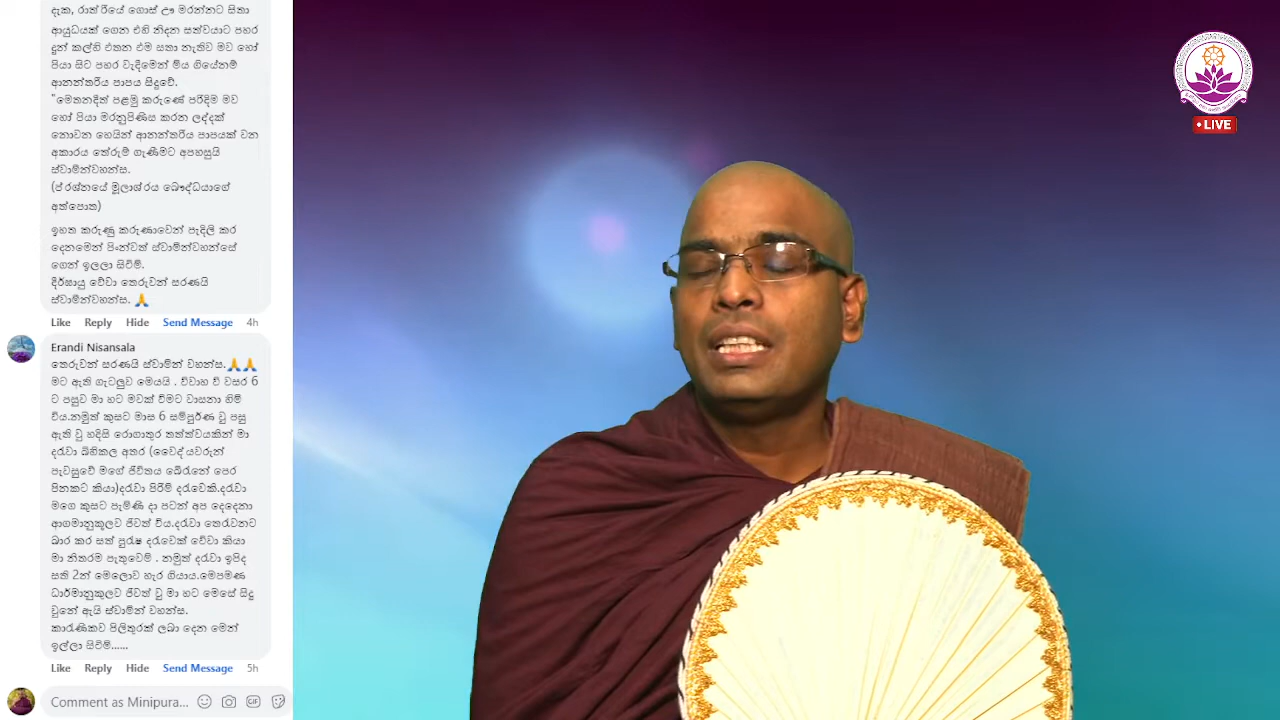 දැක, රාත්‍රියේ ගොස් ඌ මරන්නට සිතා
ආයුධයක් ගෙන එහි නිදන සත්වයාට පහර
දුන් කල්හි එතන එම සතා නැතිව මව හෝ
පියා සිට පහර වැදීමෙන් මිය ගියේනම්
ආනන්තරිය පාපය සිදුවේ.
"මෙතනදීත් පළමු කරුණේ පරිදිම මව
හෝ පියා මරනුපිණිස කරන ලද්දක්
නොවන හෙයින් ආනන්තරිය පාපයක් වන
අකාරය තේරුම් ගැණීමට අපහසුයි
ස්වාමින්වහන්ස.
(ප්රශ්නයේ මූලාශ්රය බෞද්ධයාගේ
අත්පොත)
ඉහත කරුණු කරුණාවෙන් පැදිලි කර
දෙනමෙන් පිංන්වත් ස්වාමින්වහන්සේ
ගෙන් ඉලලා සිටිමි.
දීර්ඝායු වේවා තෙරුවන් සරණයි
ස්වාමින්වහන්ස. 🙏
Like Reply Hide Send Message 4h
Erandi Nisansala
තෙරුවන් සරණයි ස්වාමින් වහන්ස.🙏🙏
මට ඇති ගැටලුව මෙයයි . විවාහ වී වසර 6
ට පසුව මා හට මවක් වීමට වාසනා හිමි
විය.නමුත් කුසට මාස 6 සම්පුර්ණ වු පසු
ඇති වු හදිසි රොගාතුර තත්ත්වයකින් මා
දරැවා බිහිකල අතර (වෛද් යවරුන්
පැවසුවේ මගේ ජීවිතය බේරැනේ පෙර
පිනකට කියා)දරැවා පිරිමි දරැවෙකි.දරැවා
මගෙ කුසට පැමිණි දා පටන් අප දෙදෙනා
ආගමානුකූලව ජීවත් විය.දරැවා තෙරැවනට
බාර කර සත් පුරැෂ දරැවෙක් වේවා කියා
මා නිතරම පැතුවෙමි . නමුත් දරැවා ඉපිද
සති 2න් මෙලොව හැර ගියාය.මෙපමණ
ධාර්මානුකුලව ජීවත් වු මා හට මෙසේ සිදු
වුනේ ඇයි ස්වාමින් වහන්ස.
කාරැණිකව පිලිතුරක් ලබා දෙන මෙන්
ඉල්ලා සිටිමි......
Like Reply Hide Send Message 5h
Comment as Minipura...
GIF
• LIVE